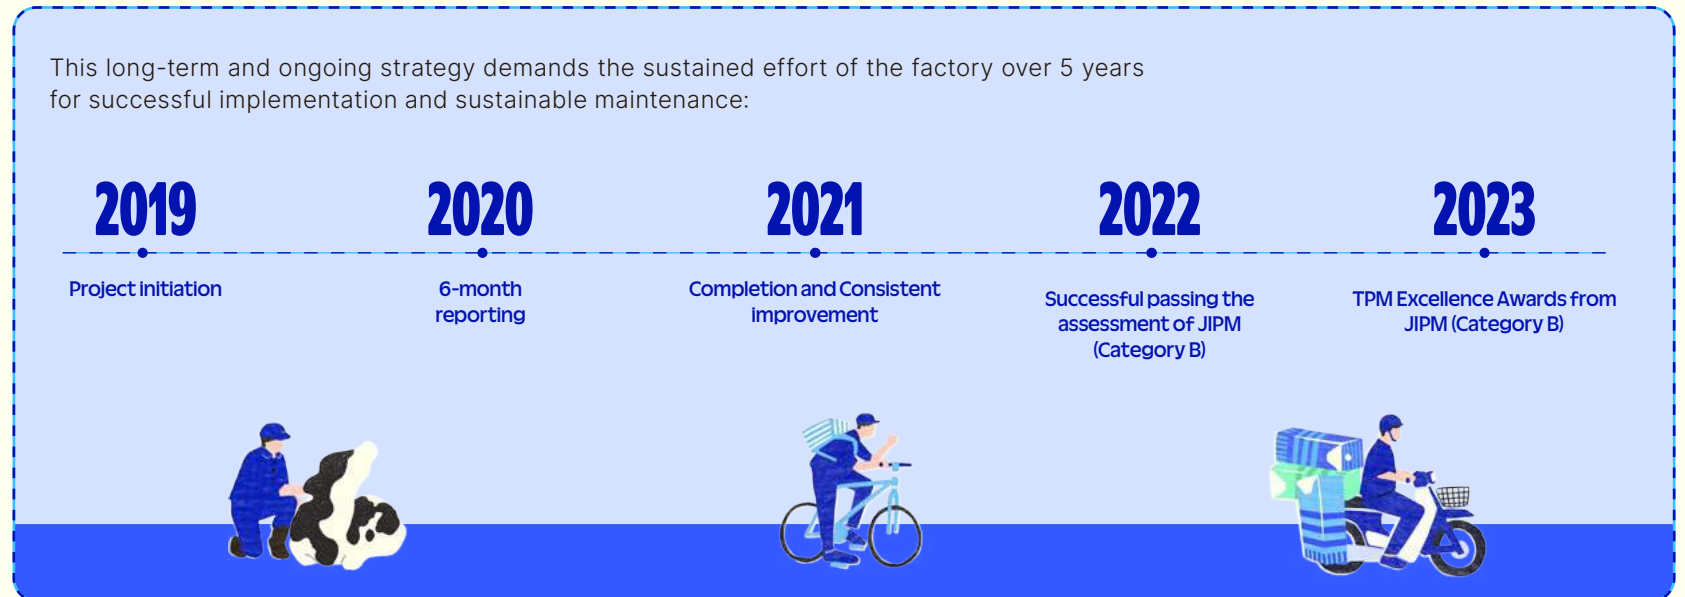 This long-term and ongoing strategy demands the sustained effort of the factory over 5 years
for successful implementation and sustainable maintenance:
2019
Project initiation
2020
6-month
reporting
2021
Completion and Consistent
improvement
2022
Successful passing the
assessment of JIPM
(Category B)
2023
TPM Excellence Awards from
JIPM (Category B)